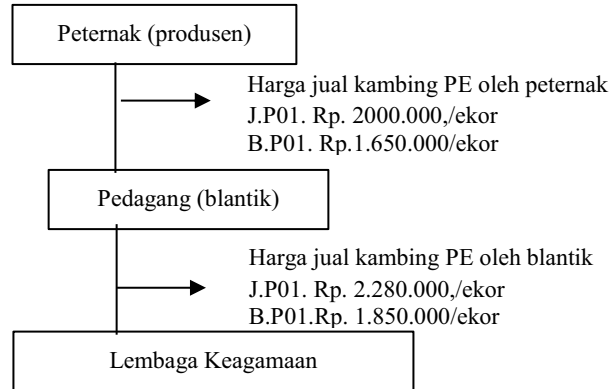 Peternak (produsen)
Harga jual kambing PE oleh peternak
J.P01. Rp. 2000.000,/ekor
B.P01. Rp.1.650.000/ekor
Pedagang (blantik)
Harga jual kambing PE oleh blantik
J.P01. Rp. 2.280.000,/ekor
B.P01.Rp. 1.850.000/ekor
Lembaga Keagamaan